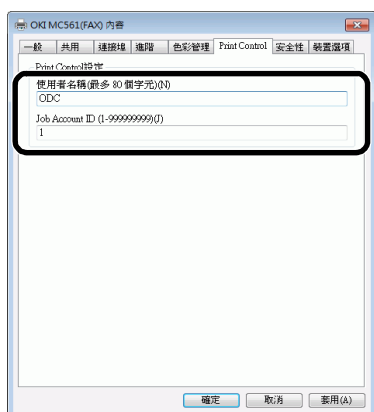 OKI MC561(FAX) 內容
一般 共用 連接埠 進階 色彩管理 Print Control 安全性 裝置選項
Print Control設定
使用者名稱(最多 80 個字元)(N)
ODC
Job Account ID (1-999999999)(J)
1
確定 取消 套用(A)